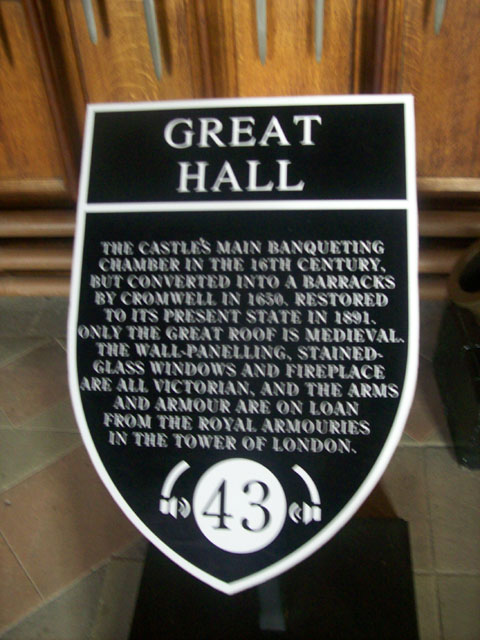 GREAT
HALL
THE CASTLE'S MAIN BANQUETING
CHAMBER IN THE 16TH CENTURY,
BUT CONVERTED INTO A BARRACKS
BY CROMWELL IN 1650. RESTORED
TO ITS PRESENT STATE IN 1891.
ONLY THE GREAT ROOF IS MEDIEVAL.
THE WALL-PANELLING, STAINED-
GLASS WINDOWS AND FIREPLACE
ARE ALL VICTORIAN, AND THE ARMS
AND ARMOUR ARE ON LOAN
FROM THE ROYAL ARMOURIES
IN THE TOWER OF LONDON.
43